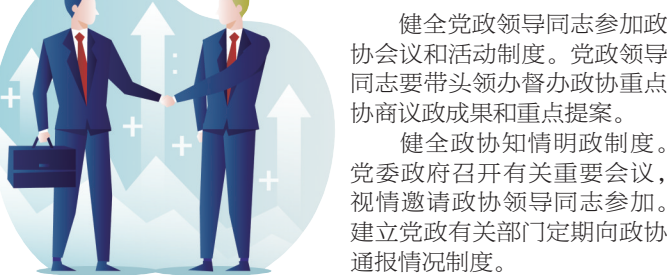 健全党政领导同志参加政
协会议和活动制度。党政领导
同志要带头领办督办政协重点
协商议政成果和重点提案。
健全政协知情明政制度。
党委政府召开有关重要会议，
视情邀请政协领导同志参加。
建立党政有关部门定期向政协
通报情况制度。